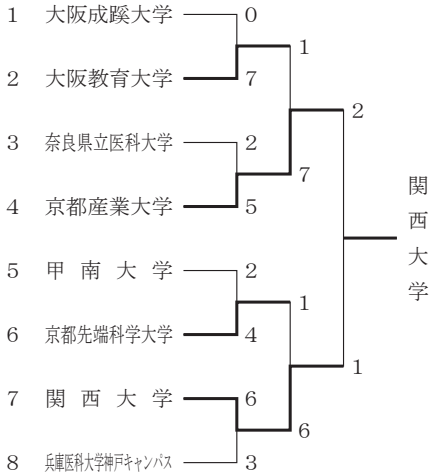 1 大阪成蹊大学 0
1
2 大阪教育大学 7
2
3 奈良県立医科大学 2
7
4 京都産業大学 5
関西大学
5 甲南大学 2
1
6 京都先端科学大学 4
1
7 関西大学 6
6
8 兵庫医科大学神戸キャンパス 3